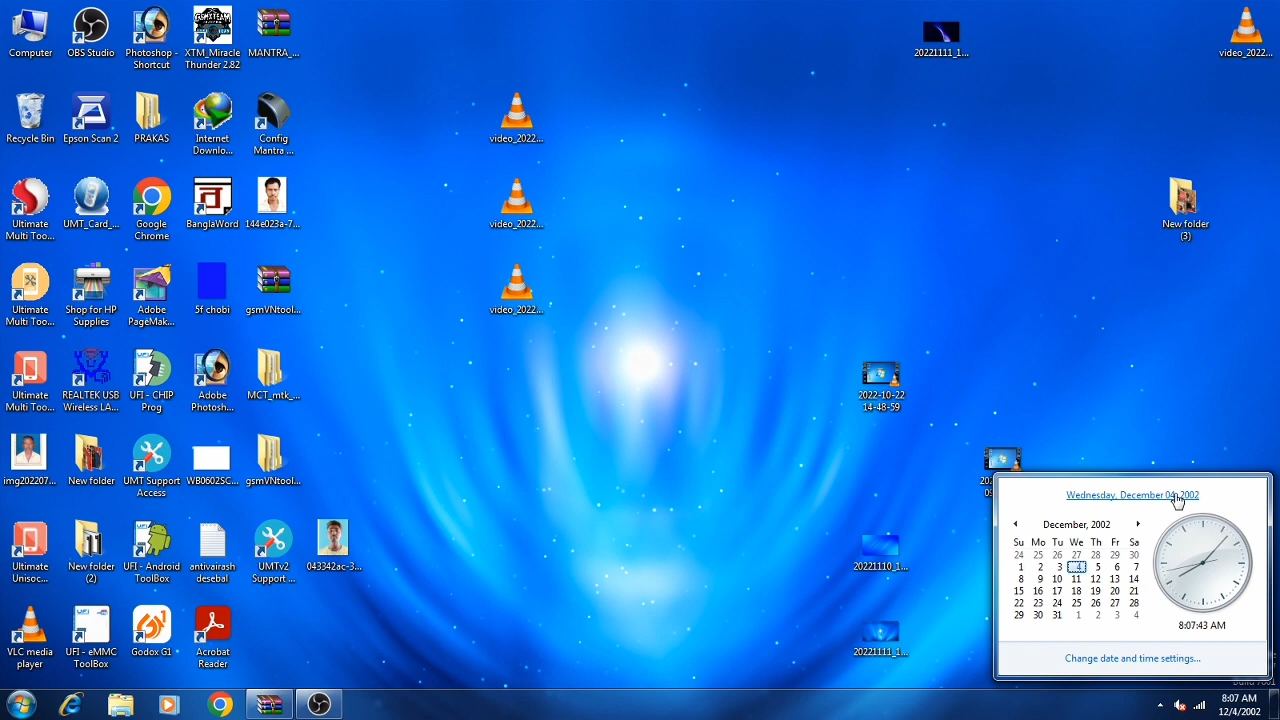 Computer
OBS Studio
Photoshop -
Shortcut
XTM_Miracle
Thunder 2.82
MANTRA_...
20221111_1...
video_2022...
Recycle Bin
Epson Scan 2
PRAKAS
Internet
Downlo...
Config
Mantra ...
video_2022...
Ultimate
Multi Too...
UMT_Card_...
Google
Chrome
BanglaWord
144e023a-7...
video_2022...
New folder
(3)
Ultimate
Multi Too...
Shop for HP
Supplies
Adobe
PageMak...
5f chobi
gsmVNtool...
video_2022...
Ultimate
Multi Too...
REALTEK USB
Wireless LA...
UFI - CHIP
Prog
Adobe
Photosh...
MCT_mtk_...
2022-10-22
14-48-59
img202207...
New folder
UMT Support
Access
WB0602SC...
gsmVNtool...
Ultimate
Unisoc...
New folder
(2)
UFI - Android
ToolBox
antivairash
desebal
UMTv2
Support ...
043342ac-3...
20221110_1...
VLC media
player
UFI - eMMC
ToolBox
Godox G1
Acrobat
Reader
20221111_1...
Wednesday, December 04, 2002
December, 2002
Su Mo Tu We Th Fr Sa
24 25 26 27 28 29 30
1 2 3 4 5 6 7
8 9 10 11 12 13 14
15 16 17 18 19 20 21
22 23 24 25 26 27 28
29 30 31 1 2 3 4
8:07:43 AM
Change date and time settings...
8:07 AM
12/4/2002